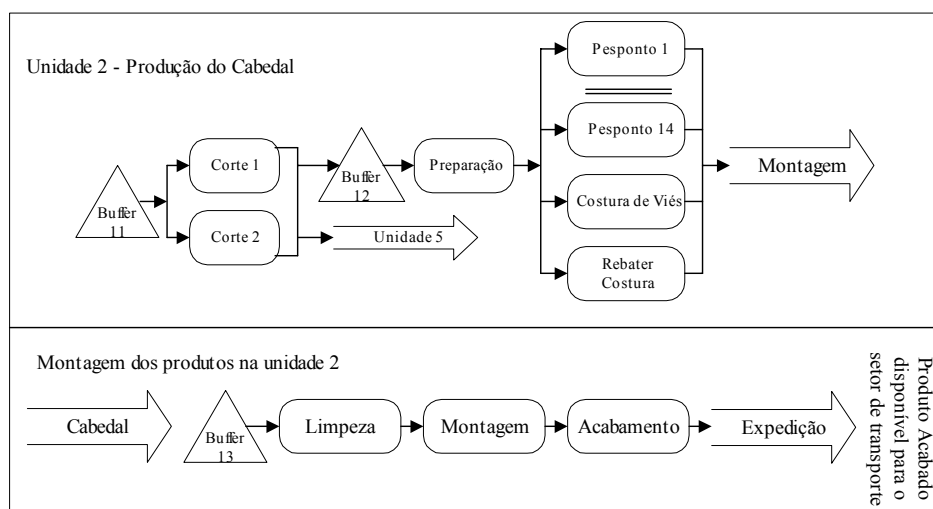 Unidade 2 - Produção do Cabedal
Buffer
11
Corte 1
Corte 2
Buffer
12
Unidade 5
Preparação
Pesponto 1
Pesponto 14
Costura de Viés
Rebater
Costura
Montagem
Montagem dos produtos na unidade 2
Cabedal
Buffer
13
Limpeza
Montagem
Acabamento
Expedição
Produto Acabado
disponível para o
setor de transporte